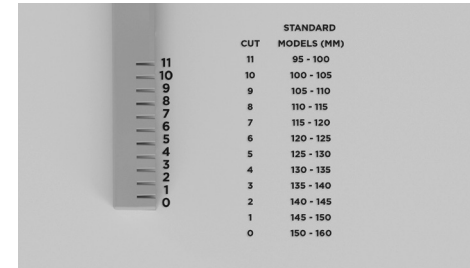 11
10
9
8
7
6
5
4
3
2
1
0
STANDARD
CUT MODELS (MM)
11 95 - 100
10 100 - 105
9 105 - 110
8 110 - 115
7 115 - 120
6 120 - 125
5 125 - 130
4 130 - 135
3 135 - 140
2 140 - 145
1 145 - 150
0 150 - 160